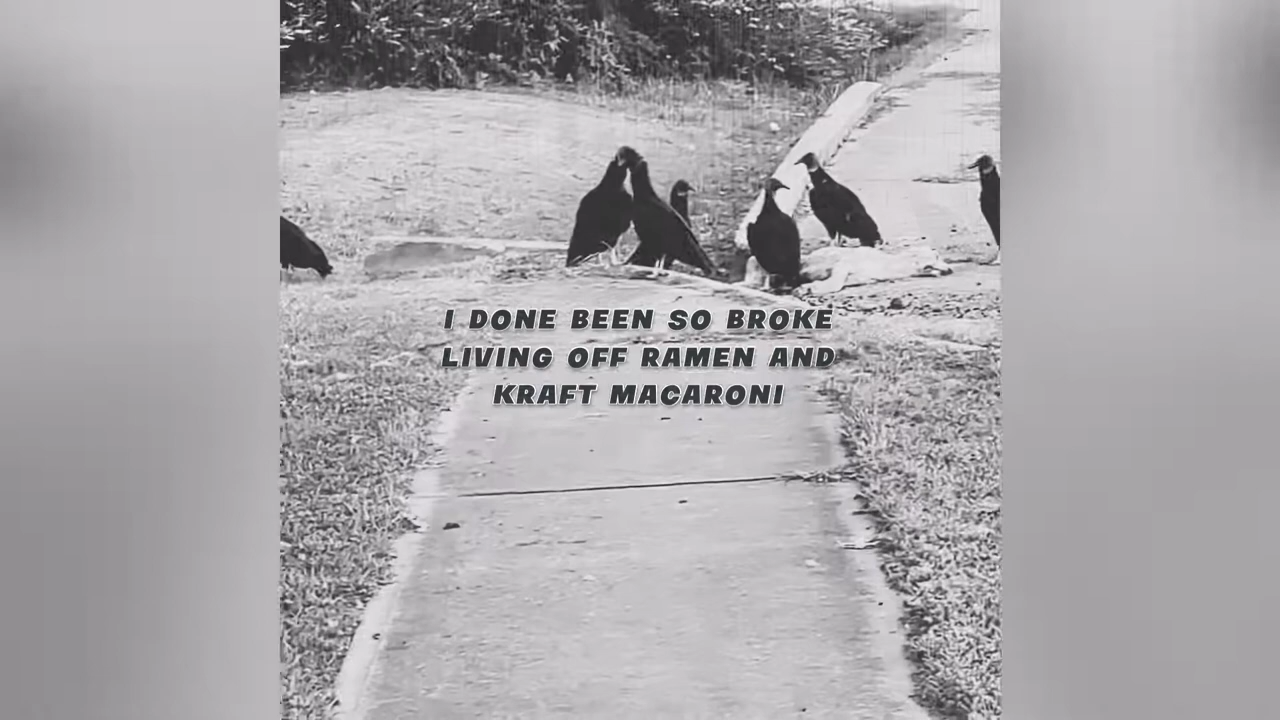 I DONE BEEN SO BROKE
LIVING OFF RAMEN AND
KRAFT MACARONI